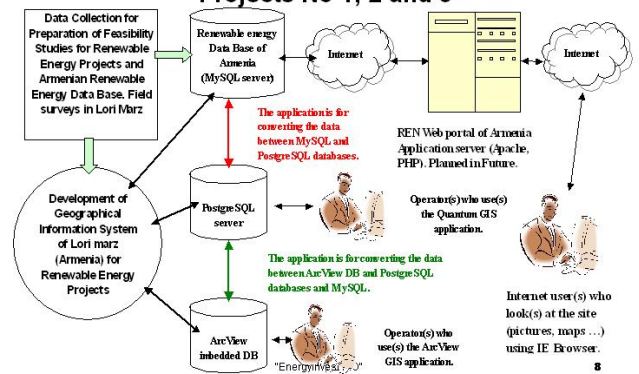 Projects No 1, 2 and 3
Data Collection for
Preparation of Feasibility
Studies for Renewable
Energy Projects and
Armenian Renewable
Energy Data Base. Field
surveys in Lori Marz
Renewable energy
Data Base of
Armenia
(MySQL server)
Internet
Internet
The application is for
converting the data
between MySQL and
PostgreSQL databases.
REN Web portal of Armenia
Application server (Apache,
PHP). Planned in Future.
Development of
Geographical
Information System
of Lori marz
(Armenia) for
Renewable Energy
Projects
PostgreSQL
server
Operator(s) who use(s)
the Quantum GIS
application.
The application is for converting the data
between ArcView DB and PostgreSQL
databases and MySQL.
Internet user(s) who
look(s) at the site
(pictures, maps ...)
using IE Browser.
ArcView
imbedded DB
Operator(s) who
use(s) the ArcView
GIS application.
8